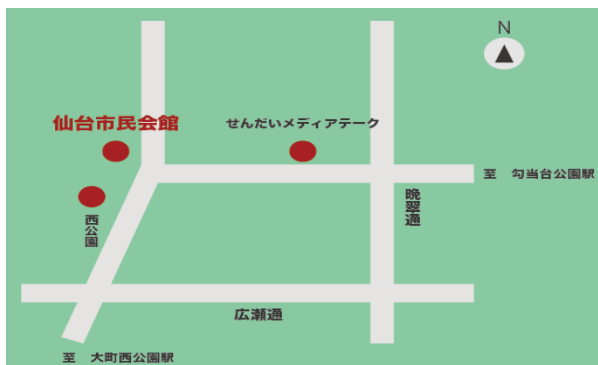 N
仙台市民会館
せんだいメディアテーク
至 勾当台公園駅
晩翠通
西公園
広瀬通
至 大町西公園駅